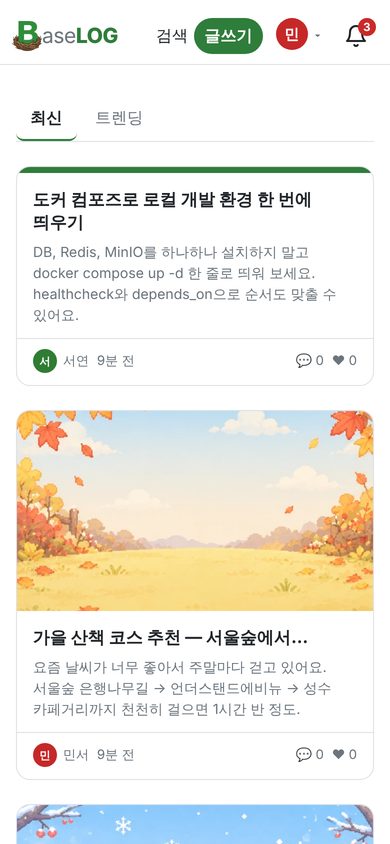 BaseLOG 검색 글쓰기 민 3
최신 트렌딩
도커 컴포즈로 로컬 개발 환경 한 번에
띄우기
DB, Redis, MinIO를 하나하나 설치하지 말고
docker compose up -d 한 줄로 띄워 보세요.
healthcheck와 depends_on으로 순서도 맞출 수
있어요.
서 서연 9분 전 💬 0 ♥ 0
가을 산책 코스 추천 — 서울숲에서…
요즘 날씨가 너무 좋아서 주말마다 걷고 있어요.
서울숲 은행나무길 → 언더스탠드에비뉴 → 성수
카페거리까지 천천히 걸으면 1시간 반 정도.
민 민서 9분 전 💬 0 ♥ 0